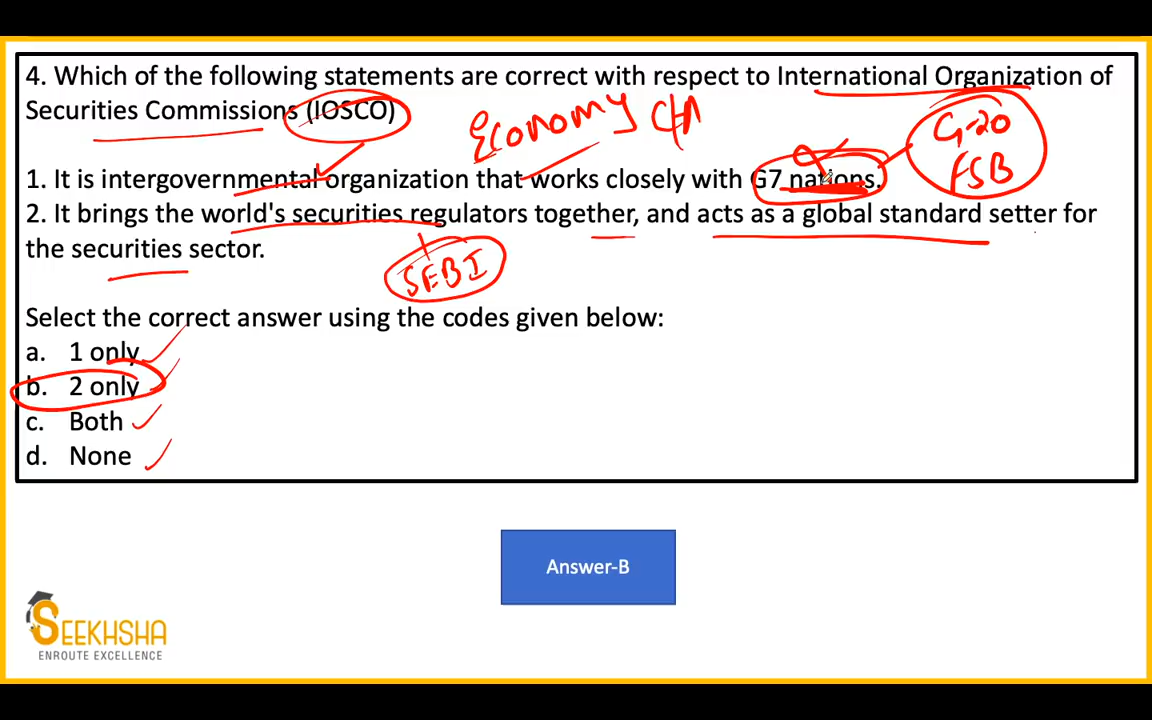 4. Which of the following statements are correct with respect to International Organization of
Securities Commissions (IOSCO)
Economy CA
G-20
FSB
1. It is intergovernmental organization that works closely with G7 nations.
2. It brings the world's securities regulators together, and acts as a global standard setter for
the securities sector.
SEBI
Select the correct answer using the codes given below:
a. 1 only
b. 2 only
c. Both
d. None
Answer-B
SEEKHSHA
ENROUTE EXCELLENCE